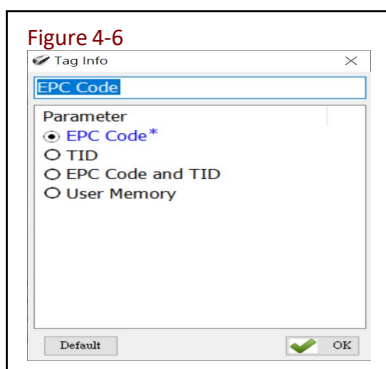 Figure 4-6
Tag Info
EPC Code
Parameter
EPC Code*
TID
EPC Code and TID
User Memory
Default
OK